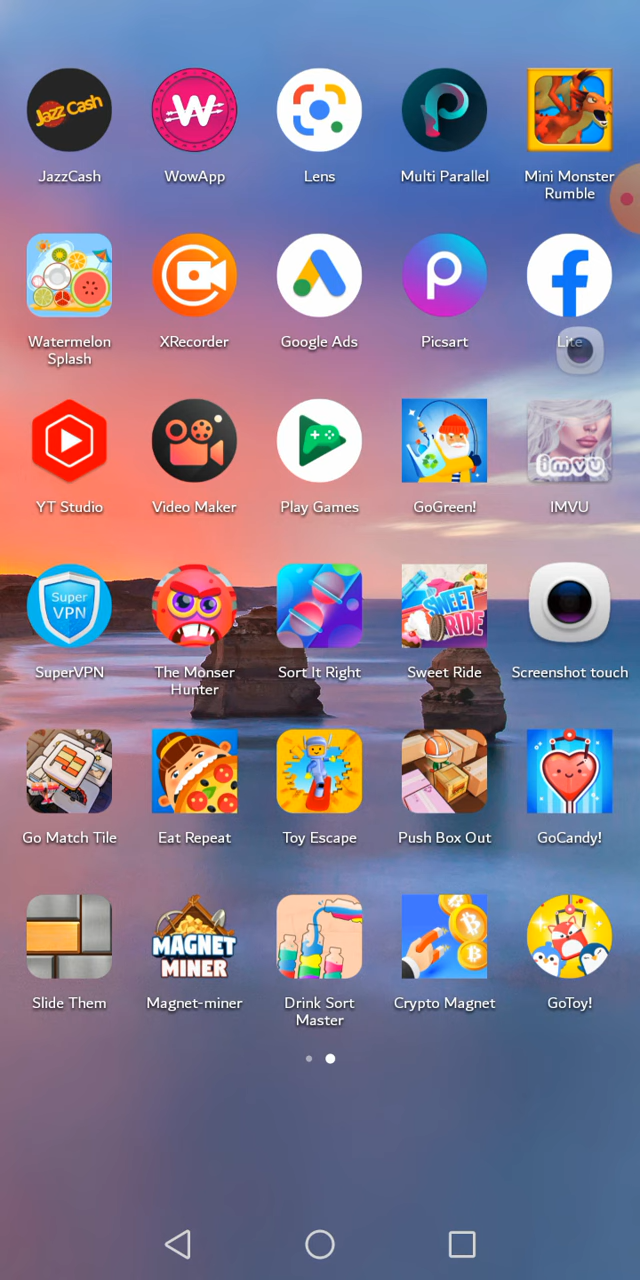 Jazz Cash
W
JazzCash
WowApp
Lens
Multi Parallel
Mini Monster
Rumble
Watermelon
Splash
XRecorder
Google Ads
Picsart
Lite
imvu
YT Studio
Video Maker
Play Games
GoGreen!
IMVU
Super
VPN
SWEET
RIDE
SuperVPN
The Monser
Hunter
Sort It Right
Sweet Ride
Screenshot touch
Go Match Tile
Eat Repeat
Toy Escape
Push Box Out
GoCandy!
MAGNET
MINER
Slide Them
Magnet-miner
Drink Sort
Master
Crypto Magnet
GoToy!